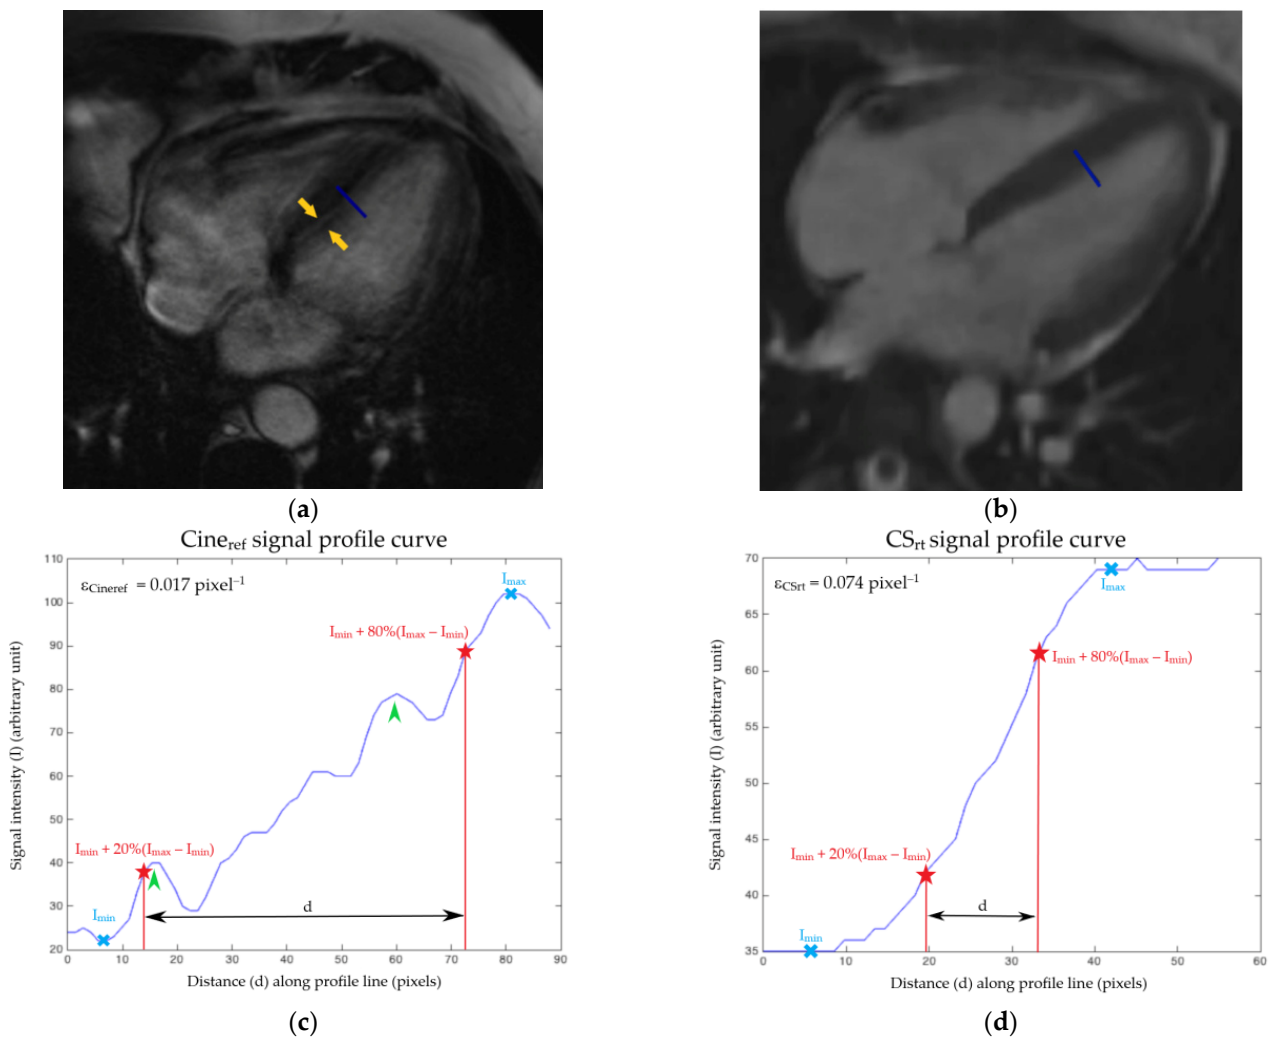 (a)
(b)
Cineref signal profile curve
εCineref = 0.017 pixel–1
Imax
Imin + 80%(Imax – Imin)
Imin + 20%(Imax – Imin)
Imin
d
110
100
90
80
70
60
50
40
30
20
0 10 20 30 40 50 60 70 80 90
Signal intensity (I) (arbitrary unit)
Distance (d) along profile line (pixels)
(c)
CSrt signal profile curve
εCSrt = 0.074 pixel–1
Imax
Imin + 80%(Imax – Imin)
Imin + 20%(Imax – Imin)
Imin
d
70
65
60
55
50
45
40
35
0 10 20 30 40 50 60
Signal intensity (I) (arbitrary unit)
Distance (d) along profile line (pixels)
(d)